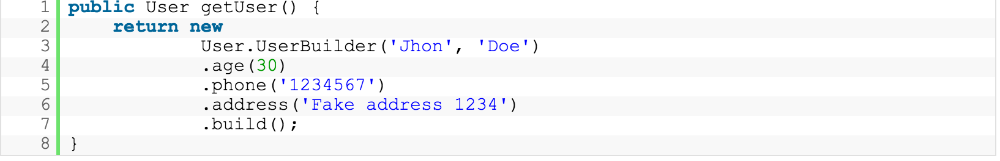 1 public User getUser() {
2 return new
3 User.UserBuilder('Jhon', 'Doe')
4 .age(30)
5 .phone('1234567')
6 .address('Fake address 1234')
7 .build();
8 }